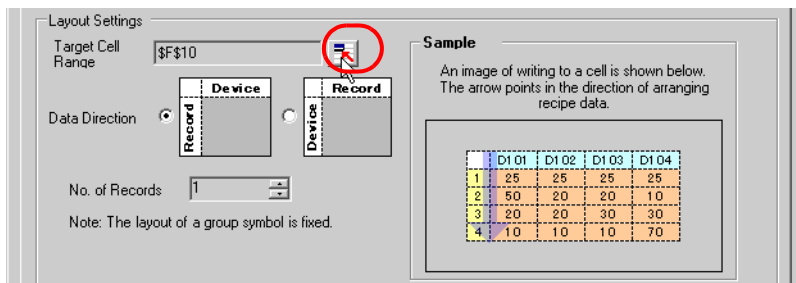 Layout Settings
Target Cell
Range
$F$10
Data Direction
Device
Record
Record
Device
No. of Records
1
Note: The layout of a group symbol is fixed.
Sample
An image of writing to a cell is shown below.
The arrow points in the direction of arranging
recipe data.
D101 D102 D103 D104
1 25 25 25 25
2 50 20 20 10
3 20 20 30 30
4 10 10 10 70